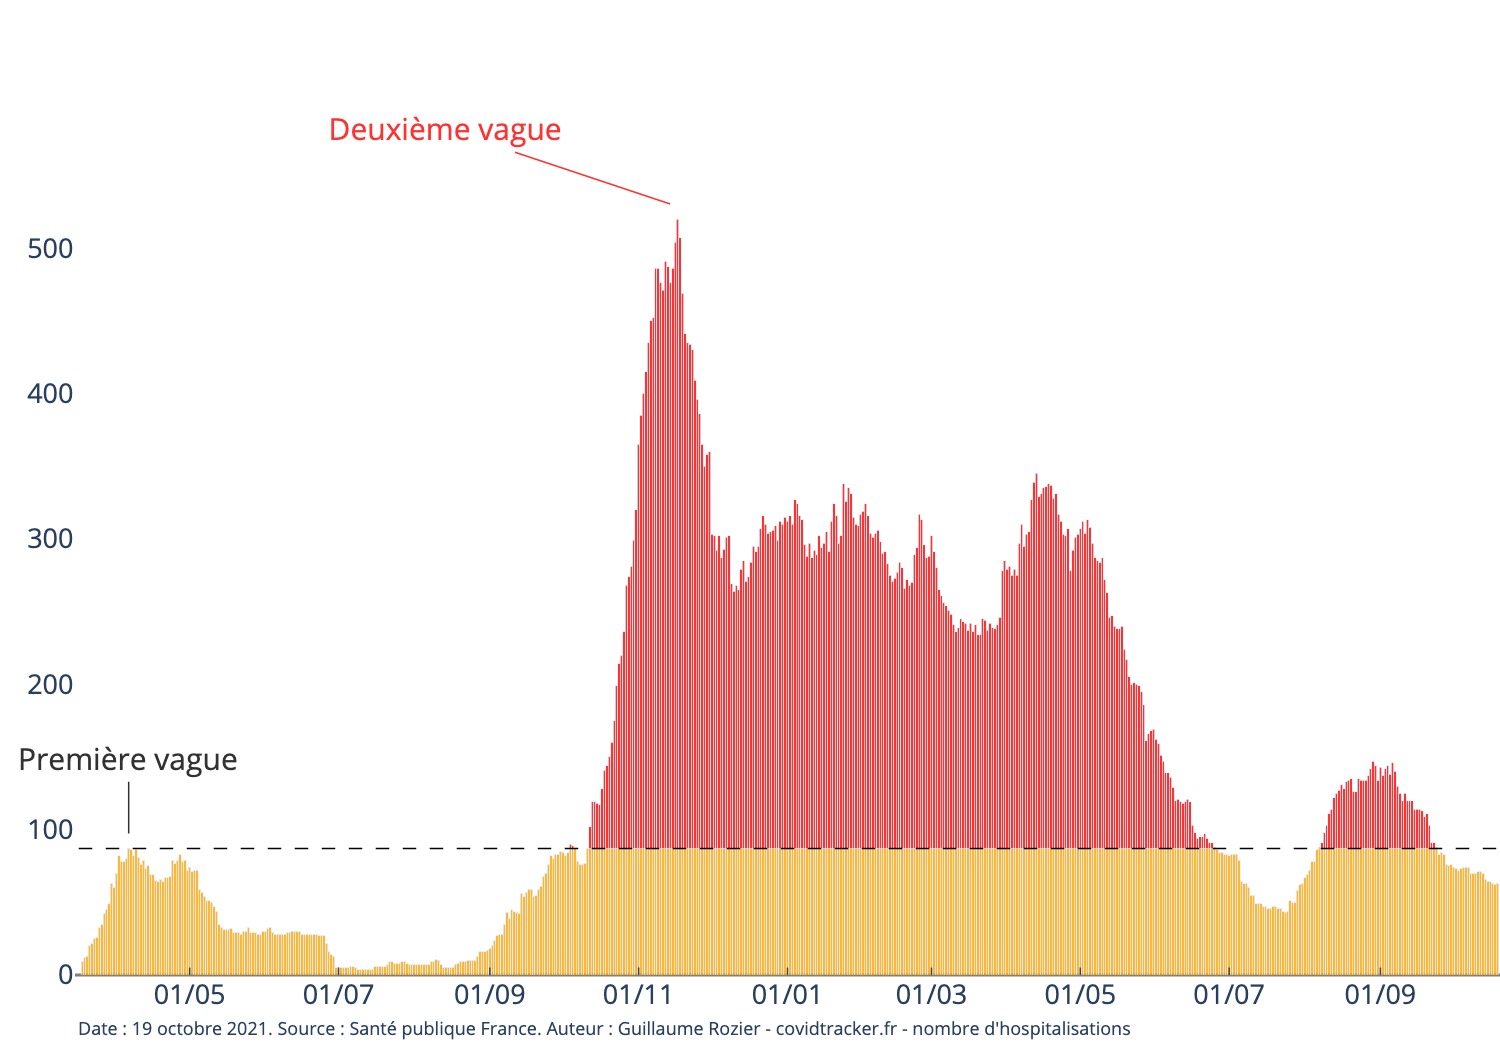 Deuxième vague
500
400
300
200
Première vague
100
0
01/05 01/07 01/09 01/11 01/01 01/03 01/05 01/07 01/09
Date : 19 octobre 2021. Source : Santé publique France. Auteur : Guillaume Rozier - covidtracker.fr - nombre d'hospitalisations